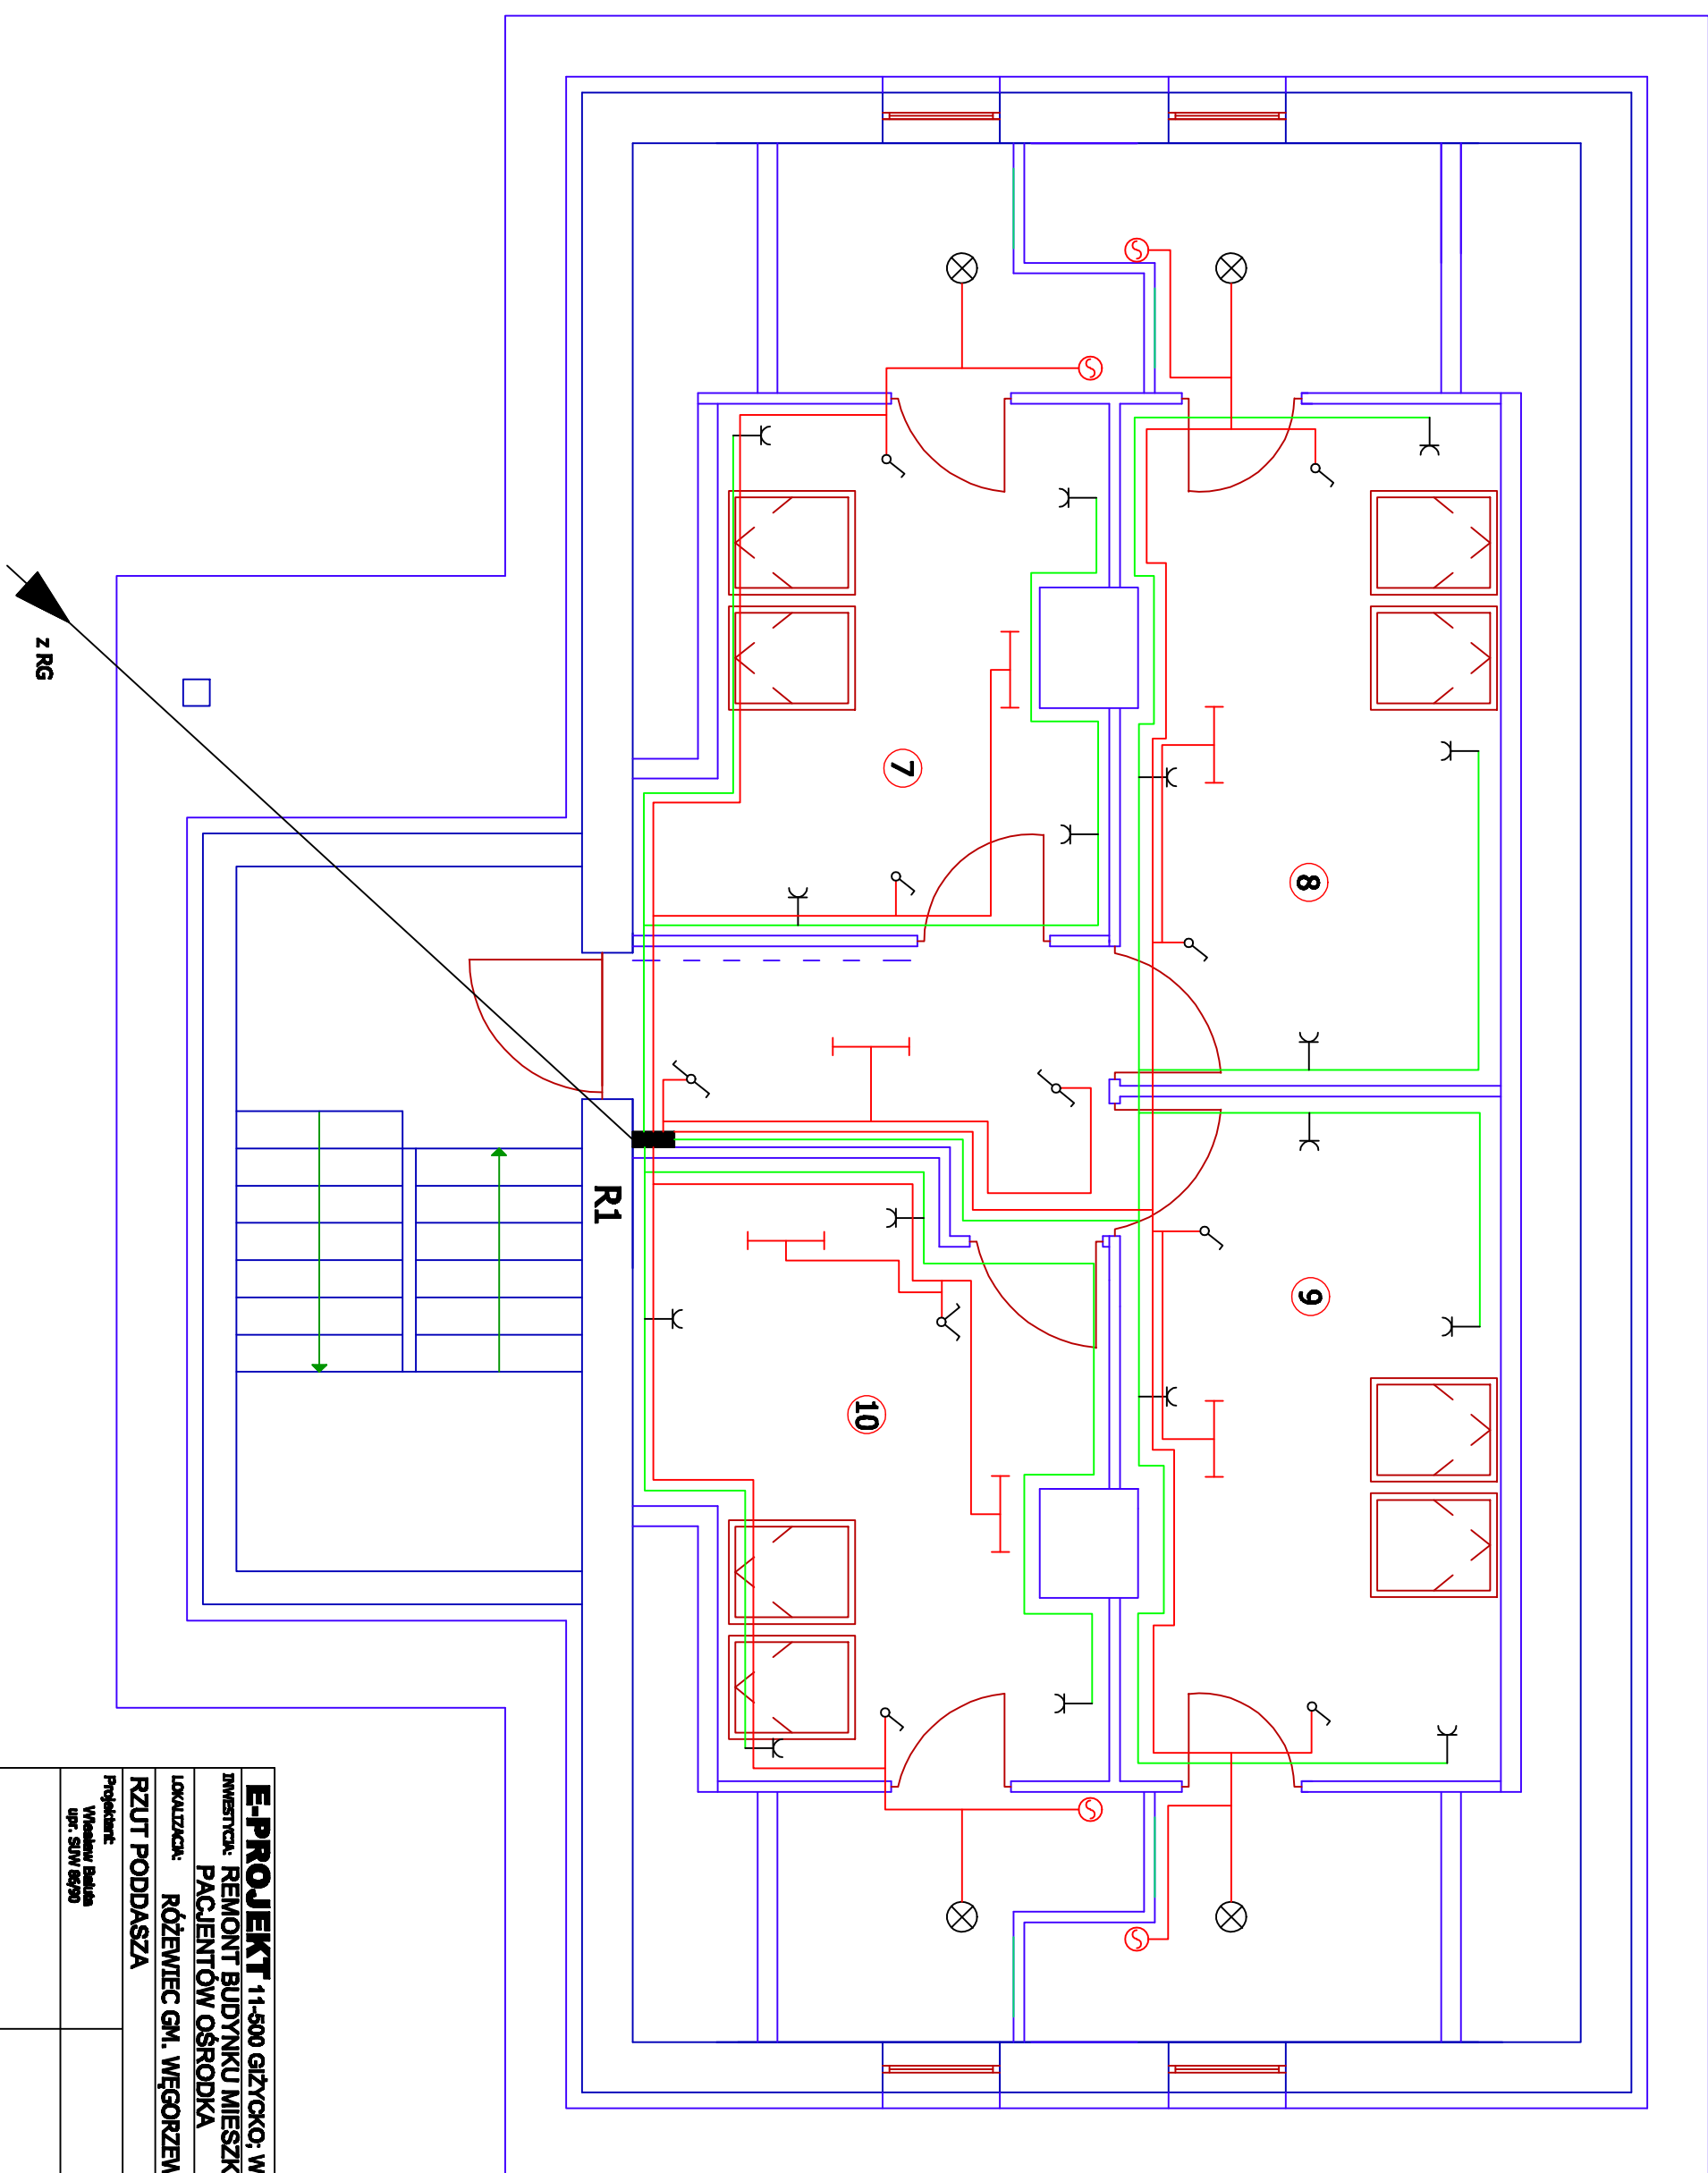 7
8
9
10
R1
z RG
E-PROJEKT 11-500 GIŻYCKO; W
INWESTYCJA: REMONT BUDYNKU MIESZK
PACJENTÓW OŚRODKA
LOKALIZACJA: RÓŻEWIEC GM. WĘGORZEW
RZUT PODDASZA
Projektant:
Wiesław Baluta
upr. SUW 86/90